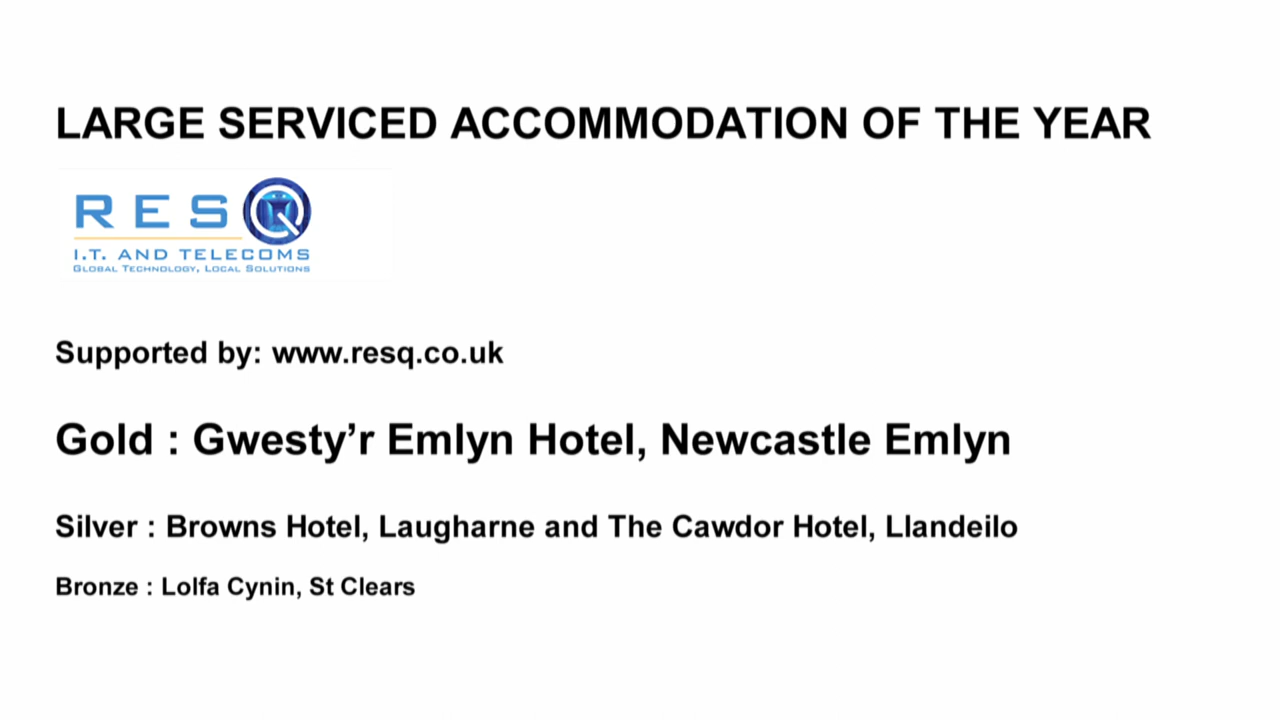 LARGE SERVICED ACCOMMODATION OF THE YEAR
RESQ
I.T. AND TELECOMS
GLOBAL TECHNOLOGY, LOCAL SOLUTIONS
Supported by: www.resq.co.uk
Gold : Gwesty’r Emlyn Hotel, Newcastle Emlyn
Silver : Browns Hotel, Laugharne and The Cawdor Hotel, Llandeilo
Bronze : Lolfa Cynin, St Clears